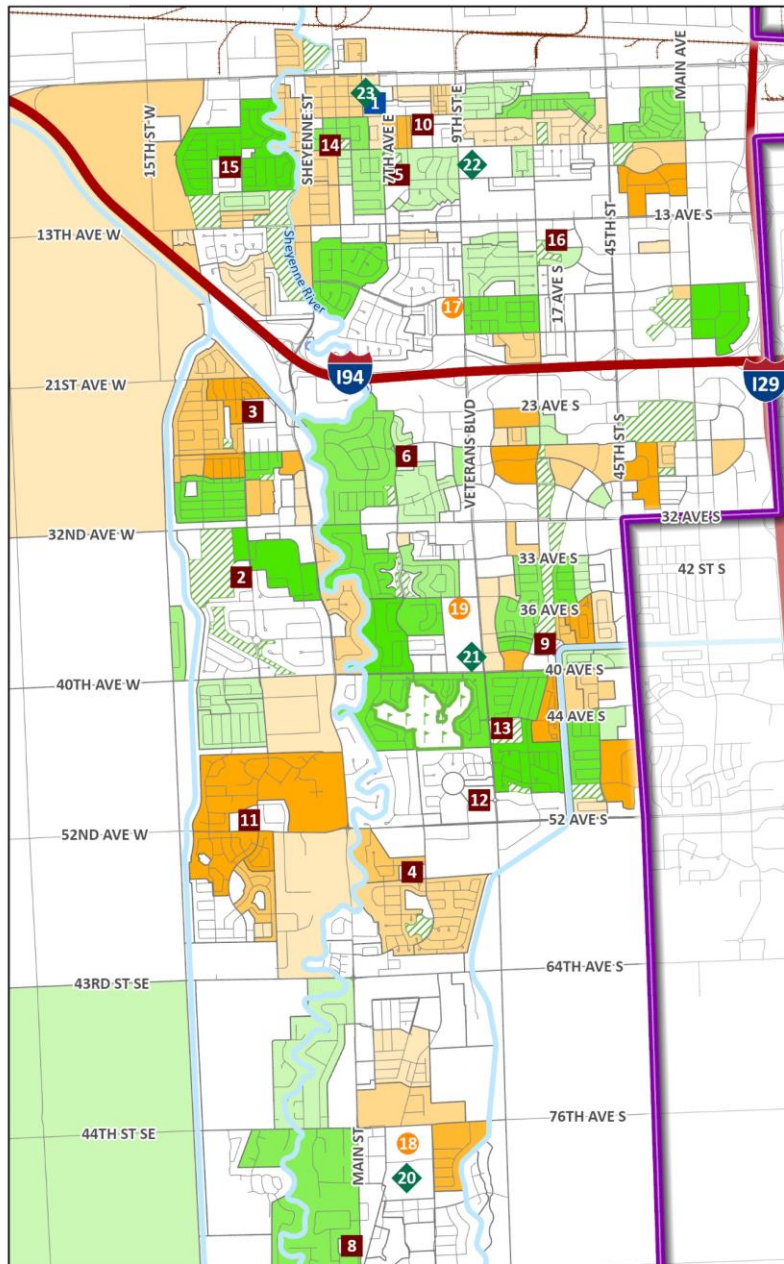 MAIN AVE
15TH ST W
SHEYENNE ST
23
1
7TH AVE E
10
9TH ST E
14
15
5
22
45TH ST
13 AVE S
13TH AVE W
Sheyenne River
16
17 AVE S
17
I94
I29
21ST AVE W
3
23 AVE S
VETERANS BLVD
45TH ST S
6
32ND AVE W
32 AVE S
33 AVE S
42 ST S
2
36 AVE S
19
9
21
40 AVE S
40TH AVE W
44 AVE S
13
12
11
52 AVE S
52ND AVE W
4
64TH AVE S
43RD ST SE
76TH AVE S
44TH ST SE
MAIN ST
18
20
8